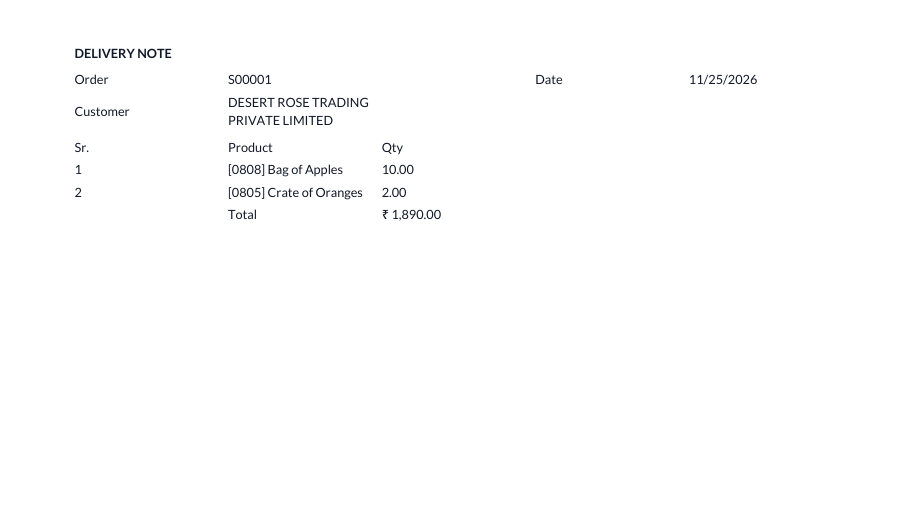 DELIVERY NOTE
Order S00001 Date 11/25/2026
Customer DESERT ROSE TRADING
PRIVATE LIMITED
Sr. Product Qty
1 [0808] Bag of Apples 10.00
2 [0805] Crate of Oranges 2.00
Total ₹ 1,890.00